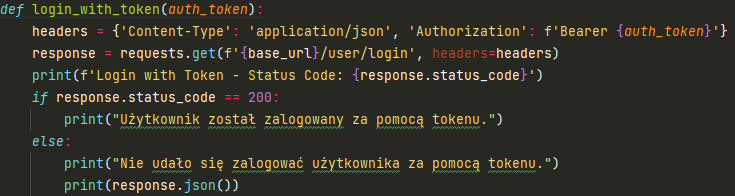 def login_with_token(auth_token):
    headers = {'Content-Type': 'application/json', 'Authorization': f'Bearer {auth_token}'}
    response = requests.get(f'{base_url}/user/login', headers=headers)
    print(f'Login with Token - Status Code: {response.status_code}')
    if response.status_code == 200:
        print("Użytkownik został zalogowany za pomocą tokenu.")
    else:
        print("Nie udało się zalogować użytkownika za pomocą tokenu.")
        print(response.json())